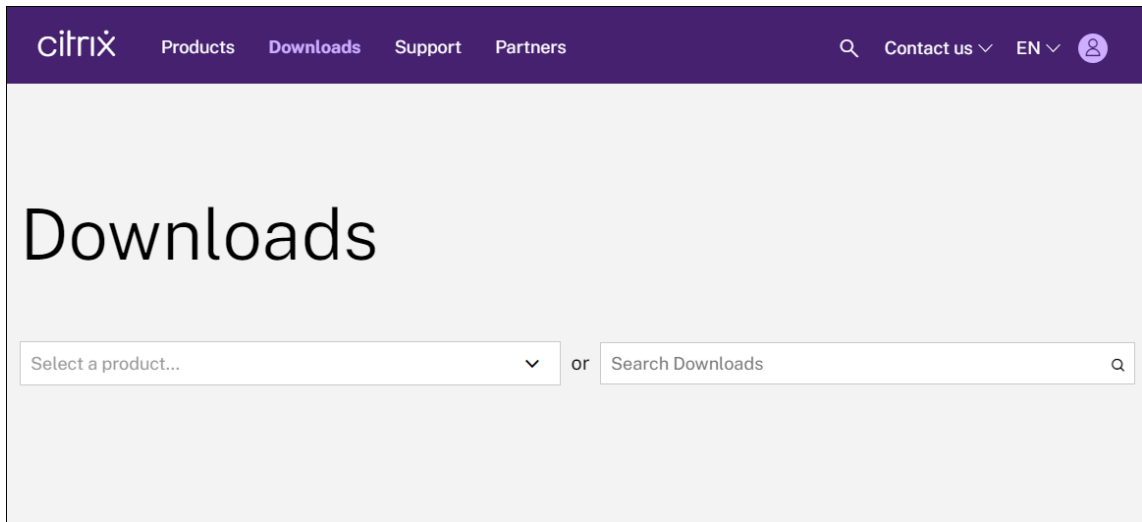 citrix Products Downloads Support Partners Contact us EN
Downloads
Select a product... or Search Downloads